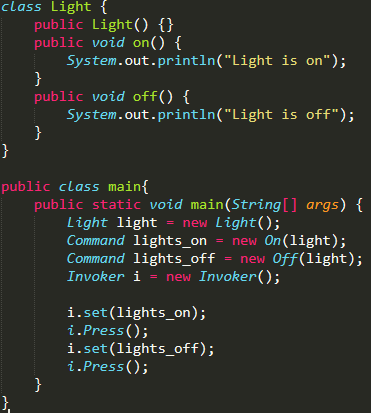 class Light {
    public Light() {}
    public void on() {
        System.out.println("Light is on");
    }
    public void off() {
        System.out.println("Light is off");
    }
}

public class main{
    public static void main(String[] args) {
        Light light = new Light();
        Command lights_on = new On(light);
        Command lights_off = new Off(light);
        Invoker i = new Invoker();

        i.set(lights_on);
        i.Press();
        i.set(lights_off);
        i.Press();
    }
}